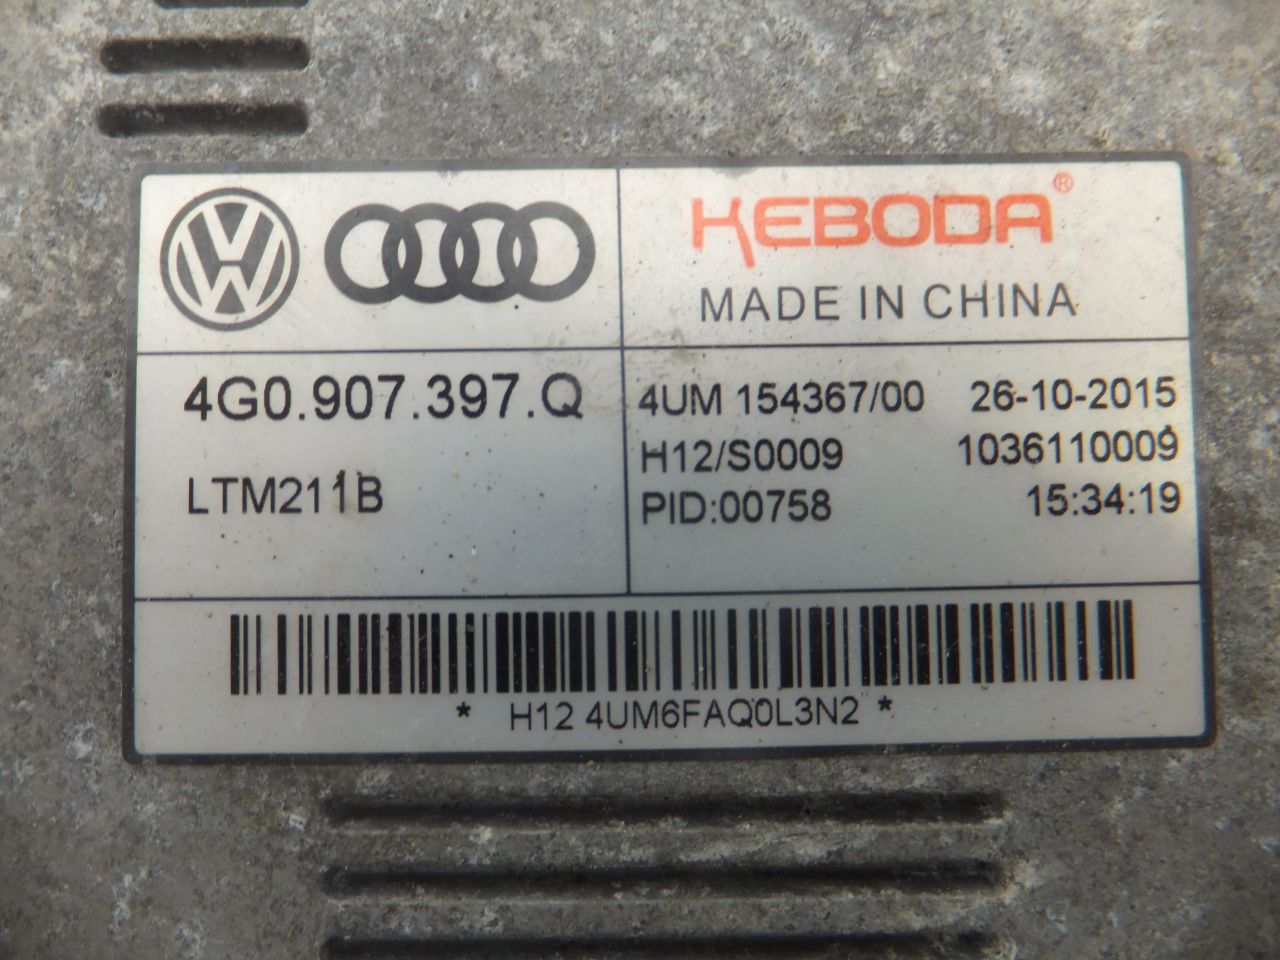 KEBODA®
MADE IN CHINA
4G0.907.397.Q
LTM211B
4UM 154367/00 26-10-2015
H12/S0009 1036110009
PID:00758 15:34:19
* H12 4UM6FAQ0L3N2 *